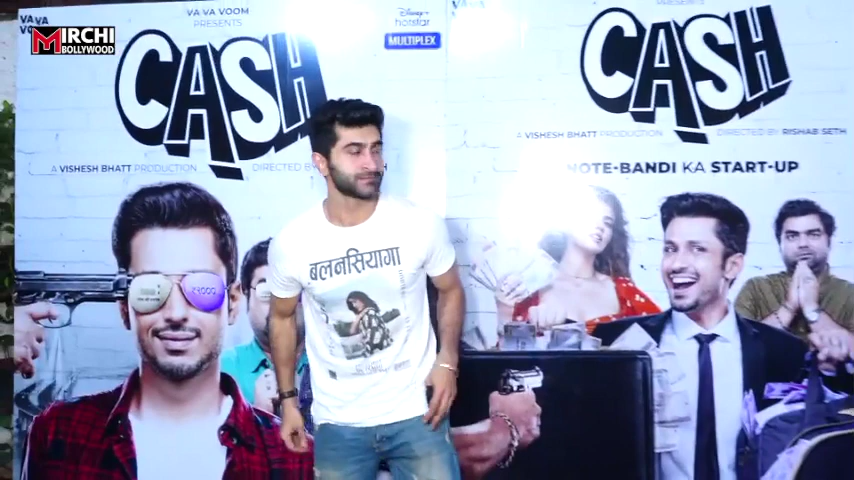 MIRCHI
BOLLYWOOD
VA VA VOOM
PRESENTS
Disney+
hotstar
MULTIPLEX
CASH
A VISHESH BHATT PRODUCTION
DIRECTED BY
CASH
A VISHESH BHATT PRODUCTION
DIRECTED BY RISHAB SETH
NOTE-BANDI KA START-UP
बलनसियागा